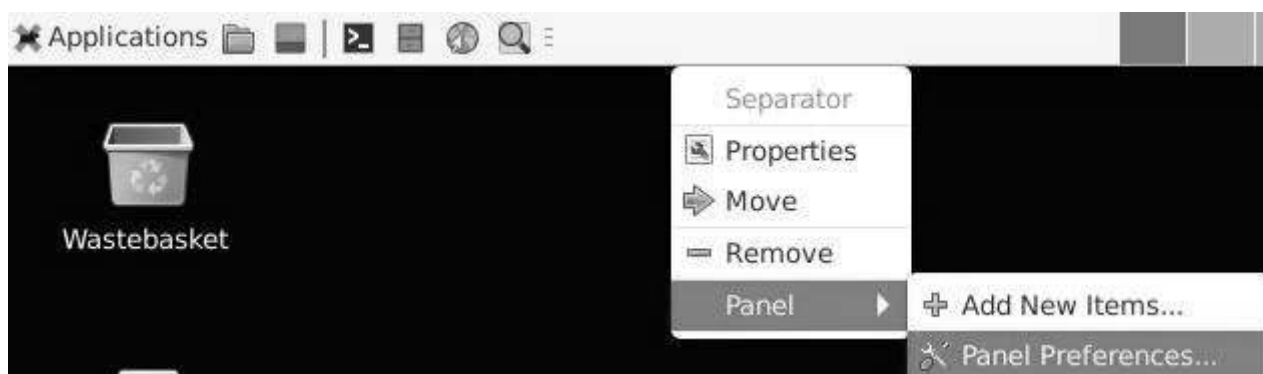 Applications
Separator
Properties
Move
Wastebasket
Remove
Panel
Add New Items...
Panel Preferences...